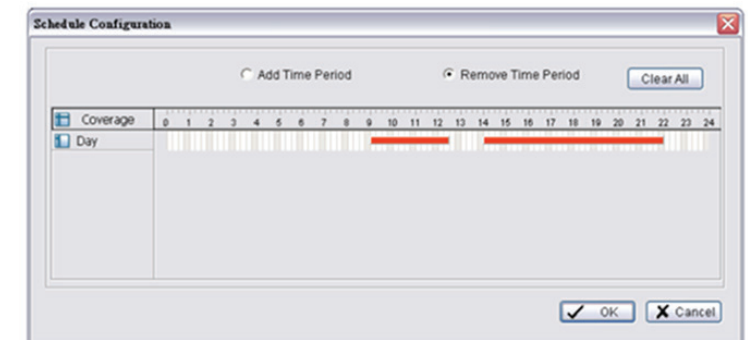 Schedule Configuration
Add Time Period Remove Time Period Clear All
Coverage 0 1 2 3 4 5 6 7 8 9 10 11 12 13 14 15 16 17 18 19 20 21 22 23 24
Day
OK Cancel